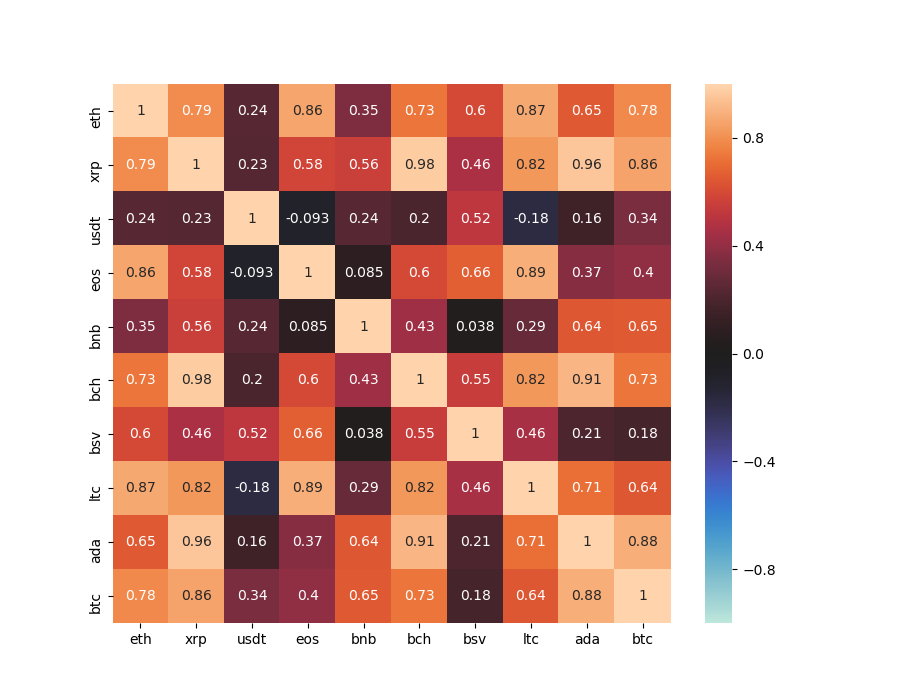 eth 1 0.79 0.24 0.86 0.35 0.73 0.6 0.87 0.65 0.78
xrp 0.79 1 0.23 0.58 0.56 0.98 0.46 0.82 0.96 0.86
usdt 0.24 0.23 1 -0.093 0.24 0.2 0.52 -0.18 0.16 0.34
eos 0.86 0.58 -0.093 1 0.085 0.6 0.66 0.89 0.37 0.4
bnb 0.35 0.56 0.24 0.085 1 0.43 0.038 0.29 0.64 0.65
bch 0.73 0.98 0.2 0.6 0.43 1 0.55 0.82 0.91 0.73
bsv 0.6 0.46 0.52 0.66 0.038 0.55 1 0.46 0.21 0.18
ltc 0.87 0.82 -0.18 0.89 0.29 0.82 0.46 1 0.71 0.64
ada 0.65 0.96 0.16 0.37 0.64 0.91 0.21 0.71 1 0.88
btc 0.78 0.86 0.34 0.4 0.65 0.73 0.18 0.64 0.88 1
eth xrp usdt eos bnb bch bsv ltc ada btc
0.8
0.4
0.0
−0.4
−0.8